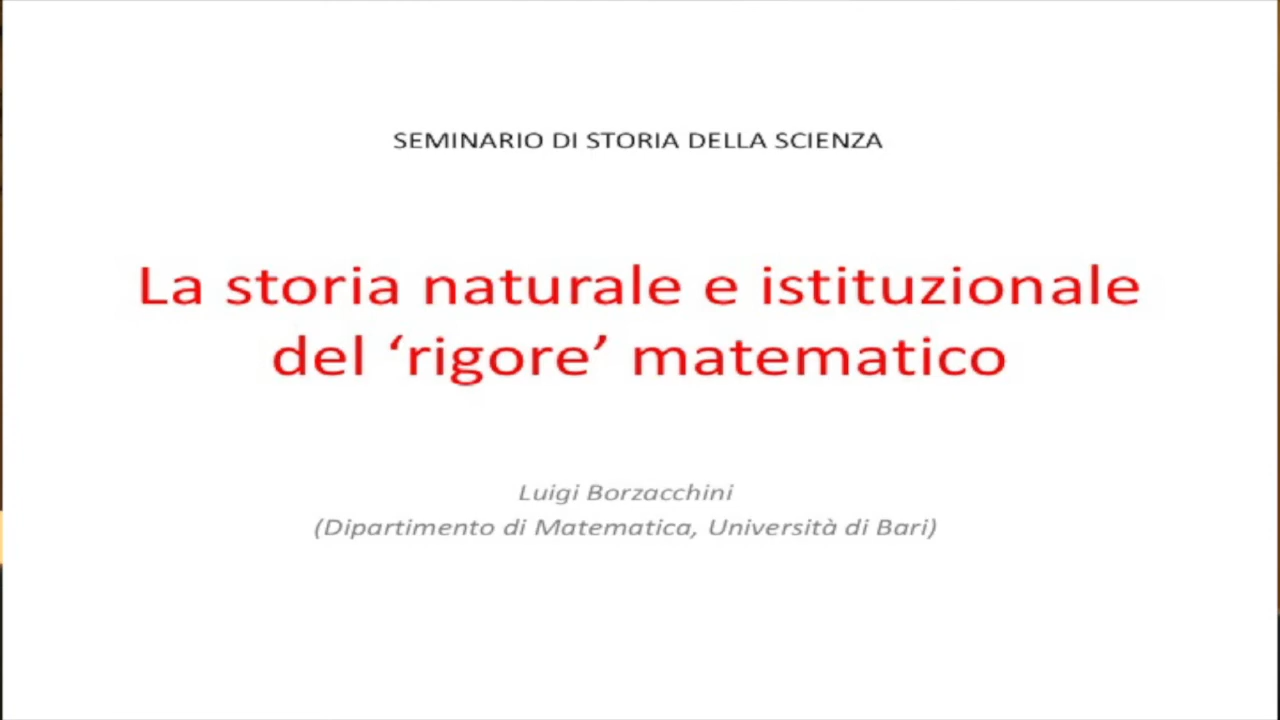 SEMINARIO DI STORIA DELLA SCIENZA
La storia naturale e istituzionale
del ‘rigore’ matematico
Luigi Borzacchini
(Dipartimento di Matematica, Università di Bari)